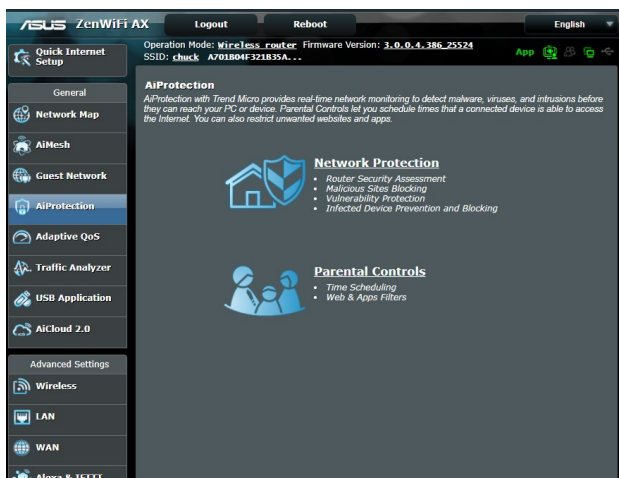 ASUS ZenWiFi AX Logout Reboot English
Quick Internet Setup
Operation Mode: Wireless router Firmware Version: 3.0.0.4.386_25524
SSID: chuck A701B04F321B35A...
App
General
Network Map
AiMesh
Guest Network
AiProtection
Adaptive QoS
Traffic Analyzer
USB Application
AiCloud 2.0
Advanced Settings
Wireless
LAN
WAN
Alexa & IFTTT
AiProtection
AiProtection with Trend Micro provides real-time network monitoring to detect malware, viruses, and intrusions before
they can reach your PC or device. Parental Controls let you schedule times that a connected device is able to access
the Internet. You can also restrict unwanted websites and apps.
Network Protection
• Router Security Assessment
• Malicious Sites Blocking
• Vulnerability Protection
• Infected Device Prevention and Blocking
Parental Controls
• Time Scheduling
• Web & Apps Filters